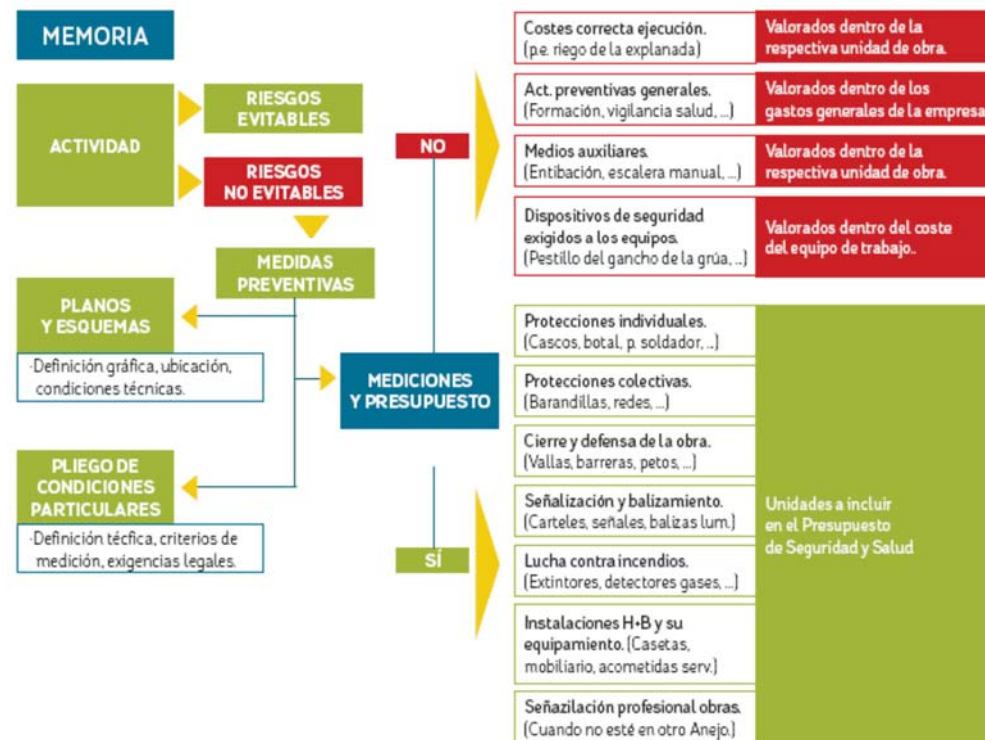 MEMORIA
ACTIVIDAD
RIESGOS
EVITABLES
RIESGOS
NO EVITABLES
MEDIDAS
PREVENTIVAS
PLANOS
Y ESQUEMAS
·Definición gráfica, ubicación,
condiciones técnicas.
PLIEGO DE
CONDICIONES
PARTICULARES
·Definición técfica, criterios de
medición, exigencias legales.
MEDICIONES
Y PRESUPUESTO
NO
Costes correcta ejecución.
(p.e. riego de la explanada)
Valorados dentro de la
respectiva unidad de obra.
Act. preventivas generales.
(Formación, vigilancia salud, ...)
Valorados dentro de los
gastos generales de la empresa
Medios auxiliares.
(Entibación, escalera manual, ...)
Valorados dentro de la
respectiva unidad de obra.
Dispositivos de seguridad
exigidos a los equipos.
(Pestillo del gancho de la grúa, ..)
Valorados dentro del coste
del equipo de trabajo..
SÍ
Protecciones individuales.
(Cascos, botal, p. soldador, ...)
Protecciones colectivas.
(Barandillas, redes, ...)
Cierre y defensa de la obra.
(Vallas, barreras, petos, ...)
Señalización y balizamiento.
(Carteles, señales, balizas lum.)
Lucha contra incendios.
(Extintores, detectores gases, ...)
Instalaciones H+B y su
equipamiento. (Casetas,
mobiliario, acometidas serv.)
Señazilación profesional obras.
(Cuando no esté en otro Anejo.)
Unidades a incluir
en el Presupuesto
de Seguridad y Salud